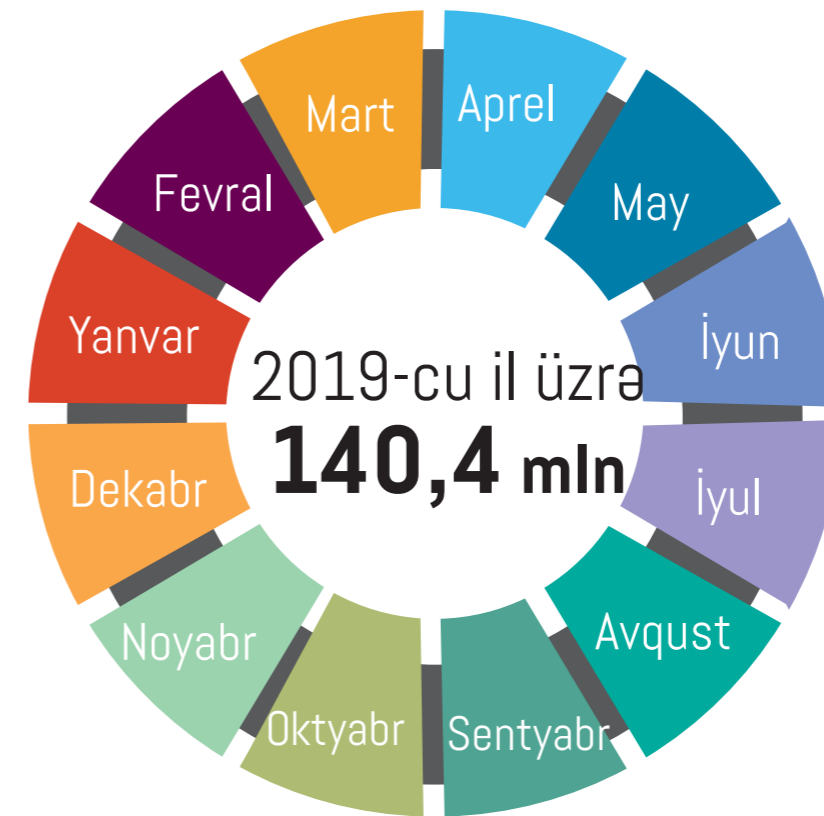 Mart
Aprel
Fevral
May
Yanvar
İyun
2019-cu il üzrə
140,4 mln
Dekabr
İyul
Noyabr
Avqust
Oktyabr
Sentyabr